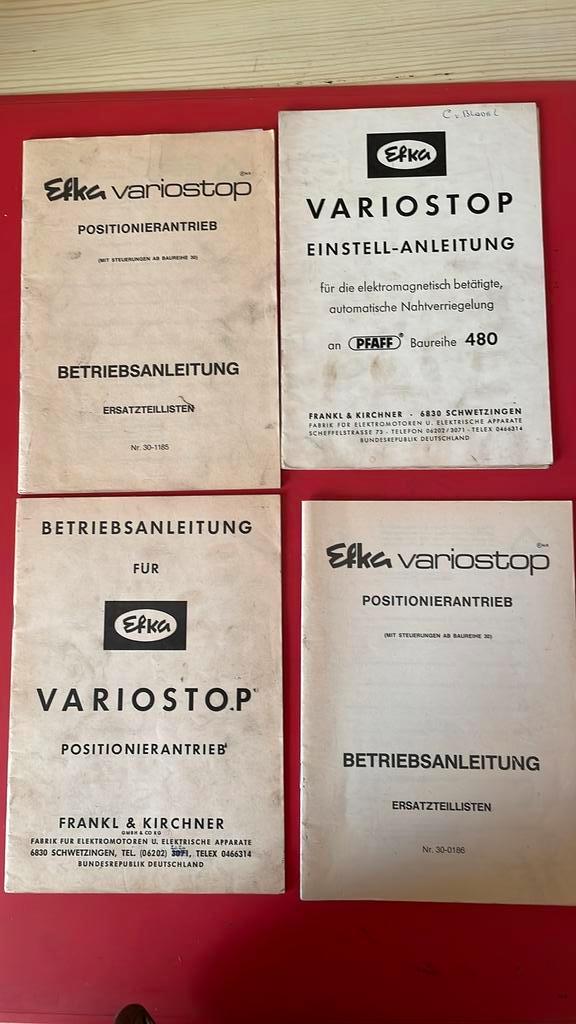 Efka variostop
POSITIONIERANTRIEB
(MIT STEUERUNGEN AB BAUREIHE 30)
BETRIEBSANLEITUNG
ERSATZTEILLISTEN
Nr. 30-1185
Efka
VARIOSTOP
EINSTELL-ANLEITUNG
für die elektromagnetisch betätigte,
automatische Nahtverriegelung
an PFAFF® Baureihe 480
FRANKL & KIRCHNER · 6830 SCHWETZINGEN
FABRIK FÜR ELEKTROMOTOREN U. ELEKTRISCHE APPARATE
SCHEFFELSTRASSE 73 - TELEFON 06202/3071 - TELEX 0466314
BUNDESREPUBLIK DEUTSCHLAND
BETRIEBSANLEITUNG
FÜR
Efka
VARIOSTOP
POSITIONIERANTRIEB
FRANKL & KIRCHNER
GMBH & CO KG
FABRIK FÜR ELEKTROMOTOREN U. ELEKTRISCHE APPARATE
6830 SCHWETZINGEN, TEL. (06202) 3071, TELEX 0466314
BUNDESREPUBLIK DEUTSCHLAND
Efka variostop
POSITIONIERANTRIEB
(MIT STEUERUNGEN AB BAUREIHE 30)
BETRIEBSANLEITUNG
ERSATZTEILLISTEN
Nr. 30-0186